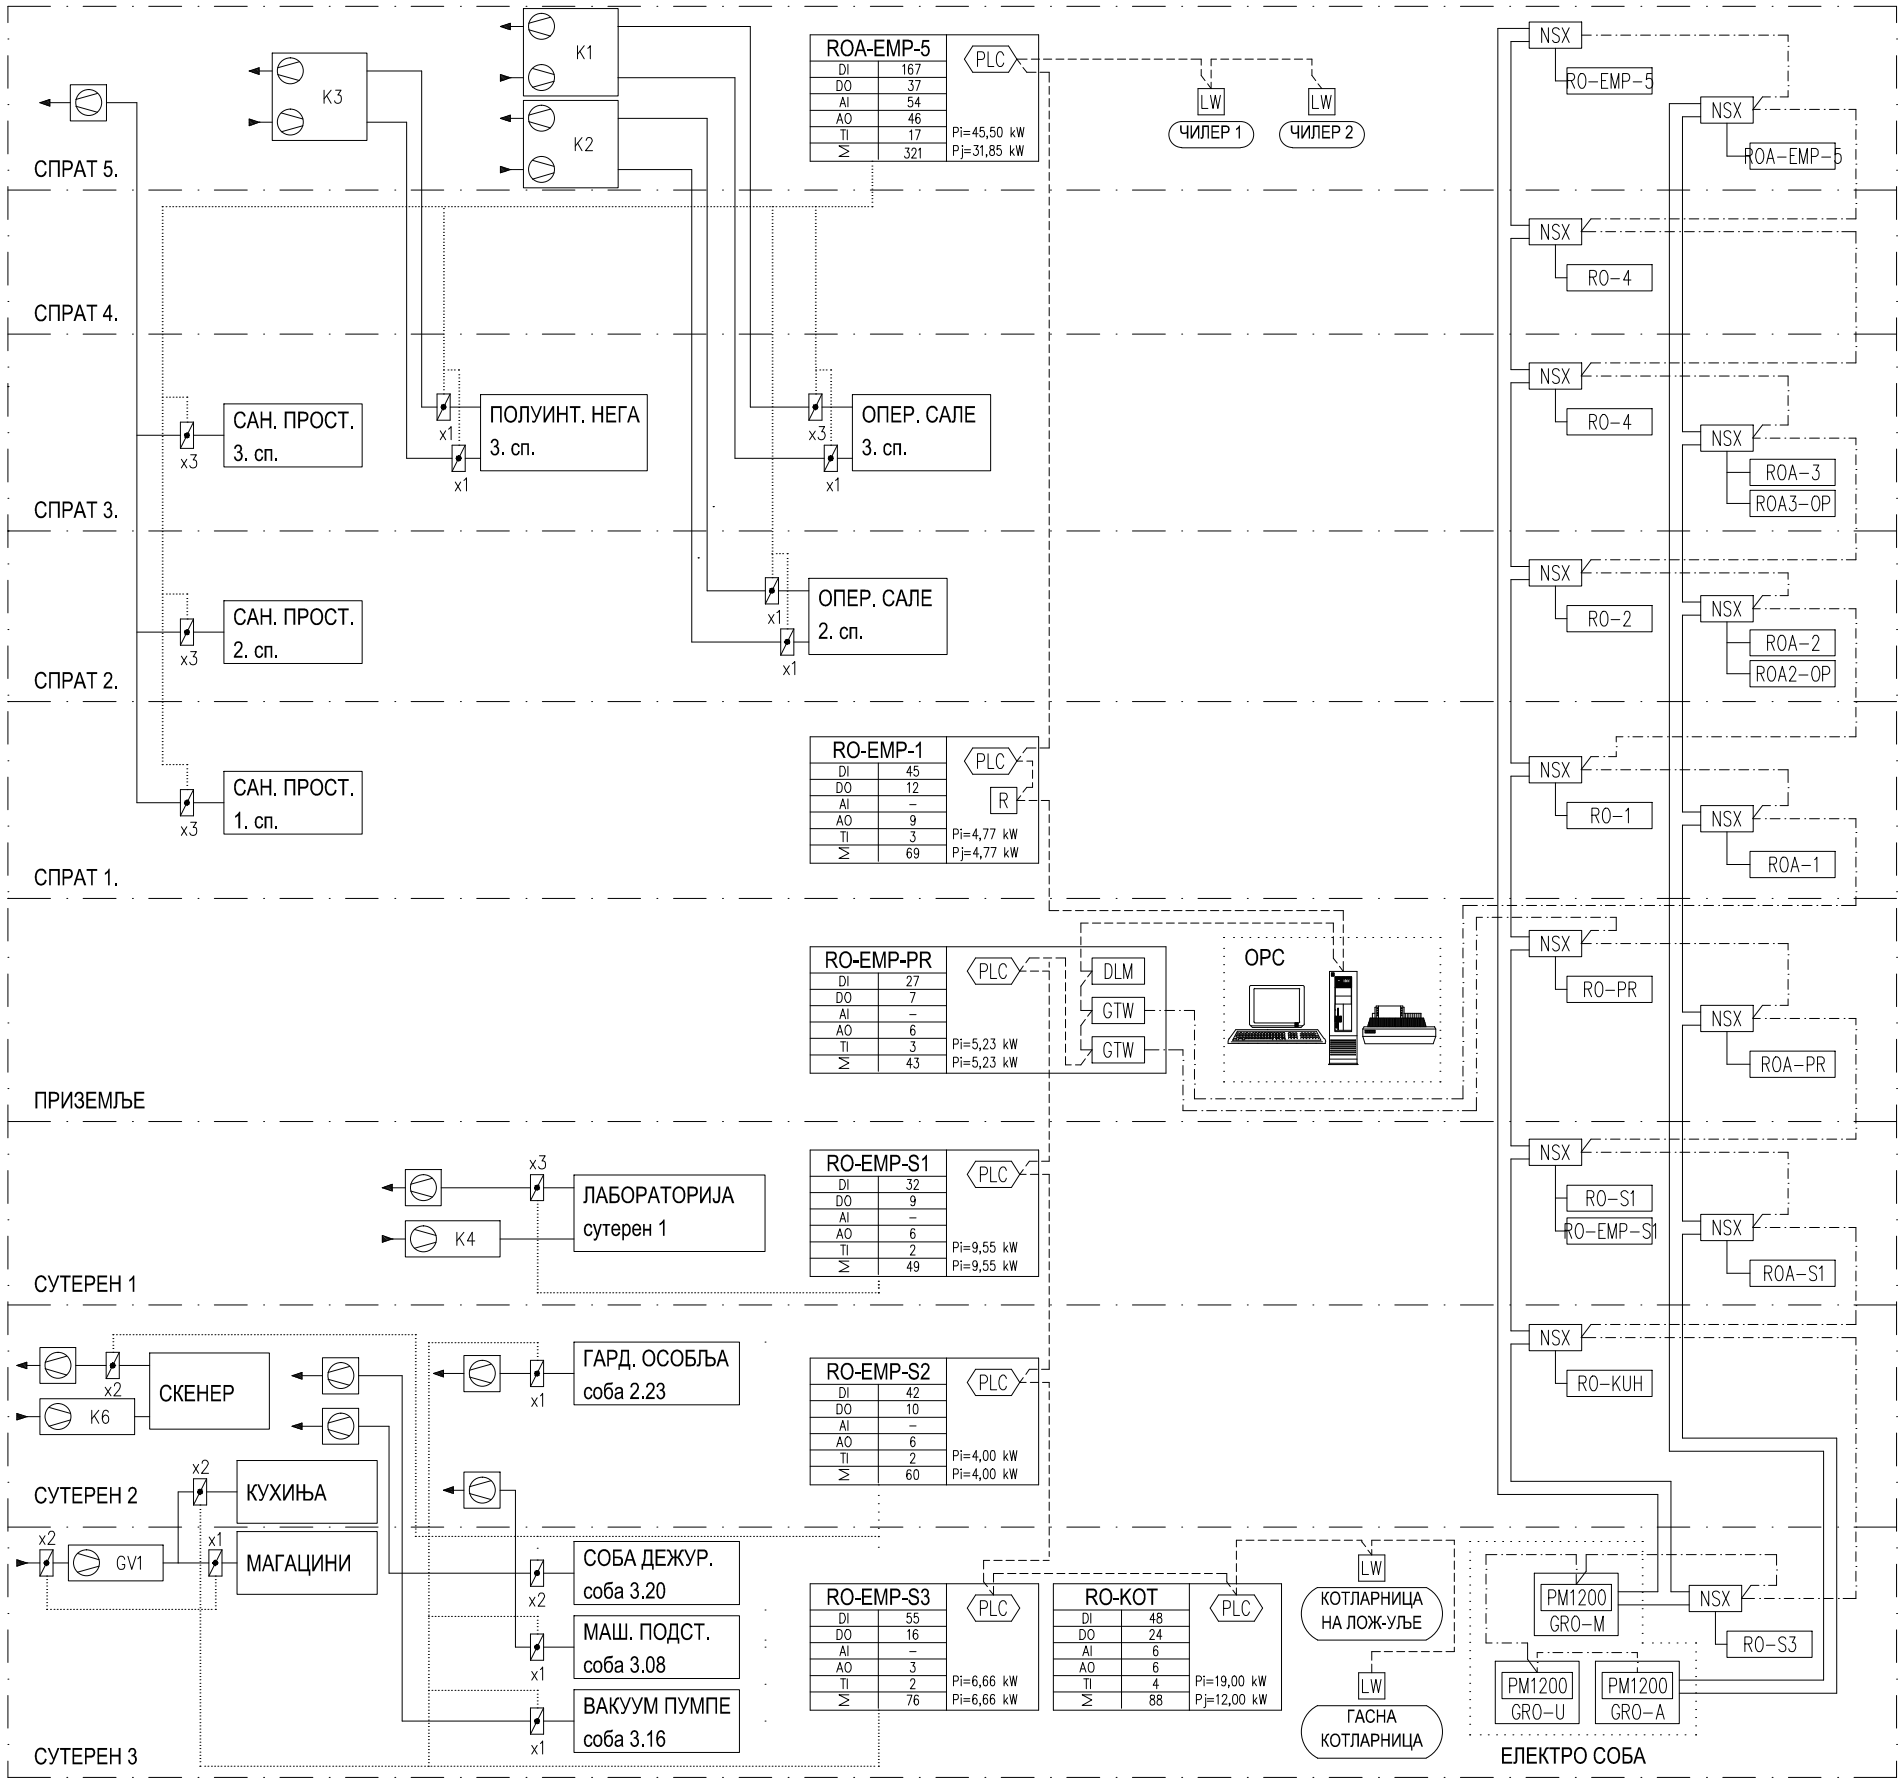 K1
K2
K3
СПРАТ 5.
ROA-EMP-5
PLC
DI 167
DO 37
AI 54
AO 46
TI 17
Σ 321
Pi=45,50 kW
Pj=31,85 kW
LW
ЧИЛЕР 1
LW
ЧИЛЕР 2
NSX
RO-EMP-5
NSX
ROA-EMP-5
СПРАТ 4.
NSX
RO-4
САН. ПРОСТ.
3. сп.
x3
ПОЛУИНТ. НЕГА
3. сп.
x1
x1
ОПЕР. САЛЕ
3. сп.
x3
x1
СПРАТ 3.
NSX
RO-4
NSX
ROA-3
ROA3-OP
САН. ПРОСТ.
2. сп.
x3
ОПЕР. САЛЕ
2. сп.
x1
x1
СПРАТ 2.
NSX
RO-2
NSX
ROA-2
ROA2-OP
САН. ПРОСТ.
1. сп.
x3
СПРАТ 1.
RO-EMP-1
PLC
R
DI 45
DO 12
AI –
AO 9
TI 3
Σ 69
Pi=4,77 kW
Pj=4,77 kW
NSX
RO-1
NSX
ROA-1
ПРИЗЕМЉЕ
RO-EMP-PR
PLC
DLM
GTW
GTW
DI 27
DO 7
AI –
AO 6
TI 3
Σ 43
Pi=5,23 kW
Pi=5,23 kW
OPC
NSX
RO-PR
NSX
ROA-PR
СУТЕРЕН 1
K4
x3
ЛАБОРАТОРИЈА
сутерен 1
RO-EMP-S1
PLC
DI 32
DO 9
AI –
AO 6
TI 2
Σ 49
Pi=9,55 kW
Pi=9,55 kW
NSX
RO-S1
RO-EMP-S1
NSX
ROA-S1
СУТЕРЕН 2
x2
K6
СКЕНЕР
x1
ГАРД. ОСОБЉА
соба 2.23
x2
КУХИЊА
RO-EMP-S2
PLC
DI 42
DO 10
AI –
AO 6
TI 2
Σ 60
Pi=4,00 kW
Pi=4,00 kW
NSX
RO-KUH
СУТЕРЕН 3
x2
GV1
x1
МАГАЦИНИ
x2
СОБА ДЕЖУР.
соба 3.20
x1
МАШ. ПОДСТ.
соба 3.08
x1
ВАКУУМ ПУМПЕ
соба 3.16
RO-EMP-S3
PLC
DI 55
DO 16
AI –
AO 3
TI 2
Σ 76
Pi=6,66 kW
Pi=6,66 kW
RO-KOT
PLC
DI 48
DO 24
AI 6
AO 6
TI 4
Σ 88
Pi=19,00 kW
Pj=12,00 kW
LW
КОТЛАРНИЦА
НА ЛОЖ-УЉЕ
LW
ГАСНА
КОТЛАРНИЦА
PM1200
GRO-M
NSX
RO-S3
PM1200
GRO-U
PM1200
GRO-A
ЕЛЕКТРО СОБА